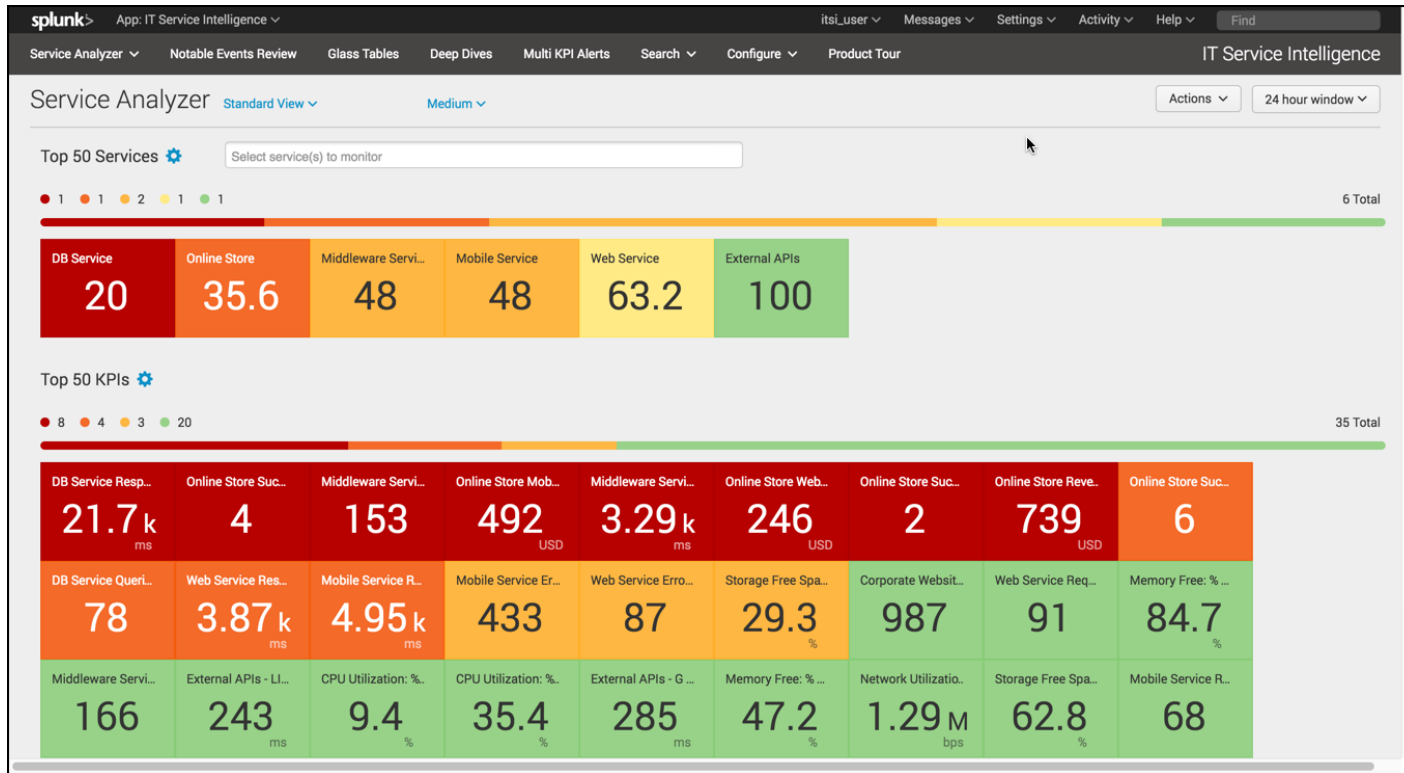 splunk> App: IT Service Intelligence itsi_user Messages Settings Activity Help Find
Service Analyzer Notable Events Review Glass Tables Deep Dives Multi KPI Alerts Search Configure Product Tour IT Service Intelligence
Service Analyzer Standard View Medium Actions 24 hour window
Top 50 Services Select service(s) to monitor
1 1 2 1 1 6 Total
DB Service Online Store Middleware Servi... Mobile Service Web Service External APIs
20 35.6 48 48 63.2 100
Top 50 KPIs
8 4 3 20 35 Total
DB Service Resp... Online Store Suc... Middleware Servi... Online Store Mob... Middleware Servi... Online Store Web... Online Store Suc... Online Store Reve.. Online Store Suc...
21.7 k 4 153 492 3.29 k 246 2 739 6
ms USD ms USD USD
DB Service Queri... Web Service Res... Mobile Service R... Mobile Service Er... Web Service Erro... Storage Free Spa... Corporate Websit... Web Service Req... Memory Free: % ...
78 3.87 k 4.95 k 433 87 29.3 987 91 84.7
ms ms % %
Middleware Servi... External APIs - LI... CPU Utilization: %.. CPU Utilization: %.. External APIs - G ... Memory Free: % ... Network Utilizatio.. Storage Free Spa... Mobile Service R...
166 243 9.4 35.4 285 47.2 1.29 M 62.8 68
ms % % ms % bps %